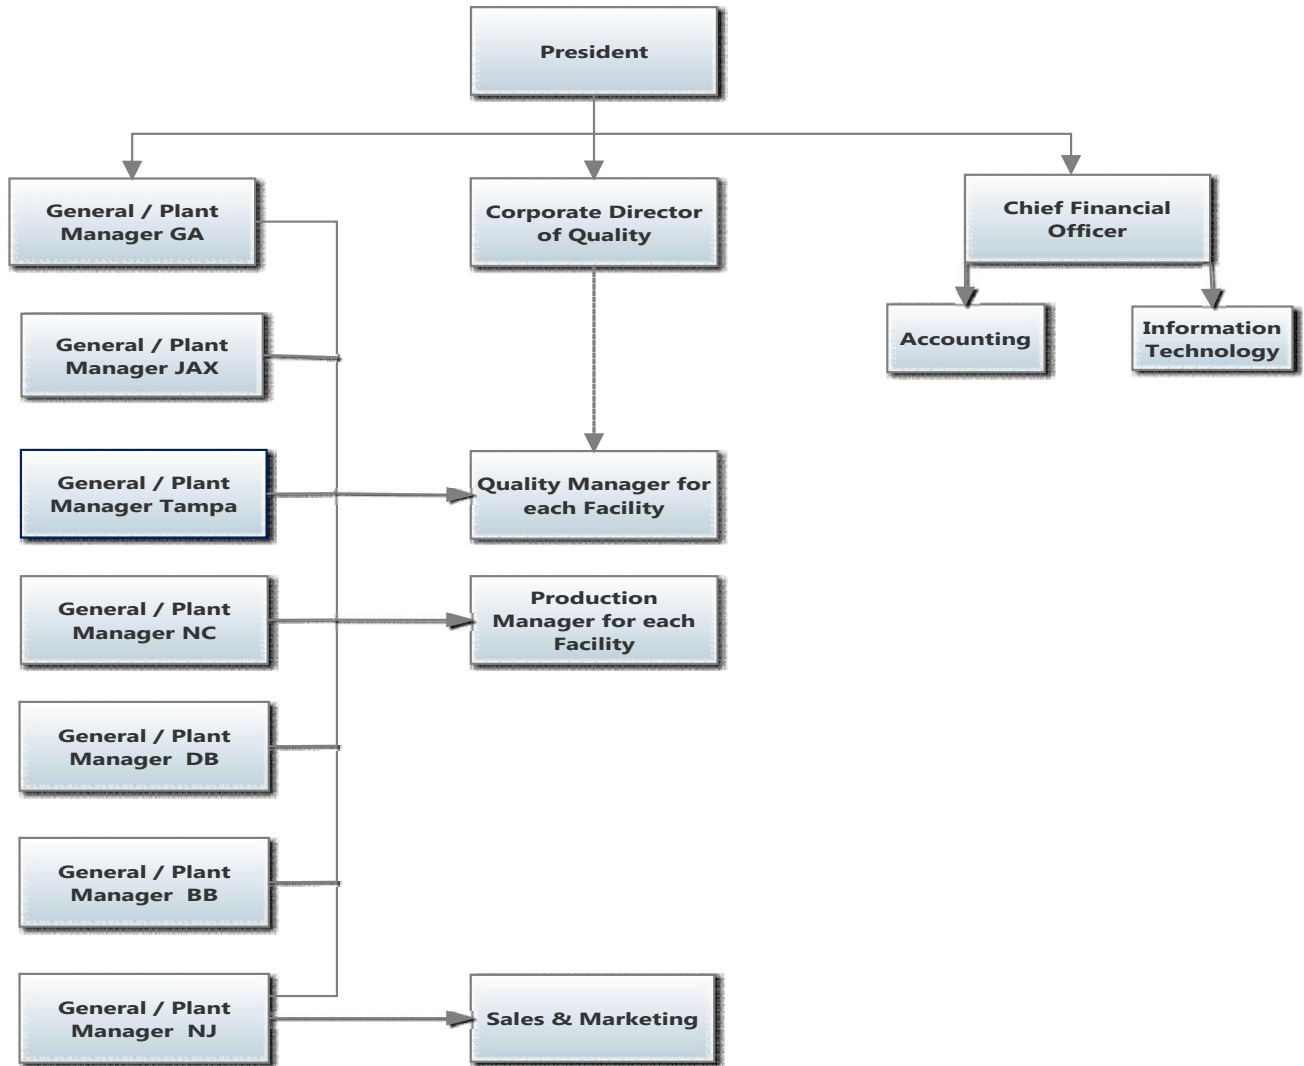 President
General / Plant
Manager GA
Corporate Director
of Quality
Chief Financial
Officer
General / Plant
Manager JAX
Accounting
Information
Technology
General / Plant
Manager Tampa
Quality Manager for
each Facility
General / Plant
Manager NC
Production
Manager for each
Facility
General / Plant
Manager  DB
General / Plant
Manager  BB
General / Plant
Manager  NJ
Sales & Marketing